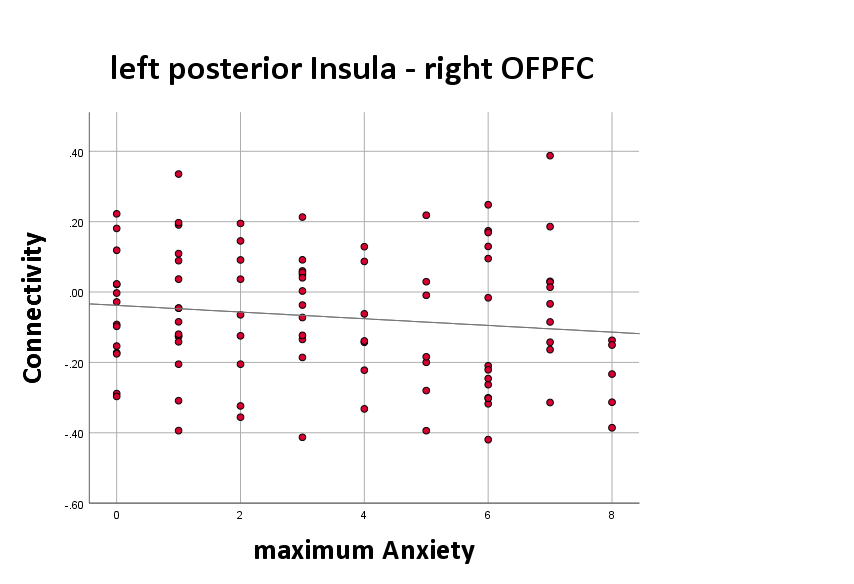 left posterior Insula - right OFPFC
Connectivity
.40
.20
.00
-.20
-.40
-.60
0 2 4 6 8
maximum Anxiety